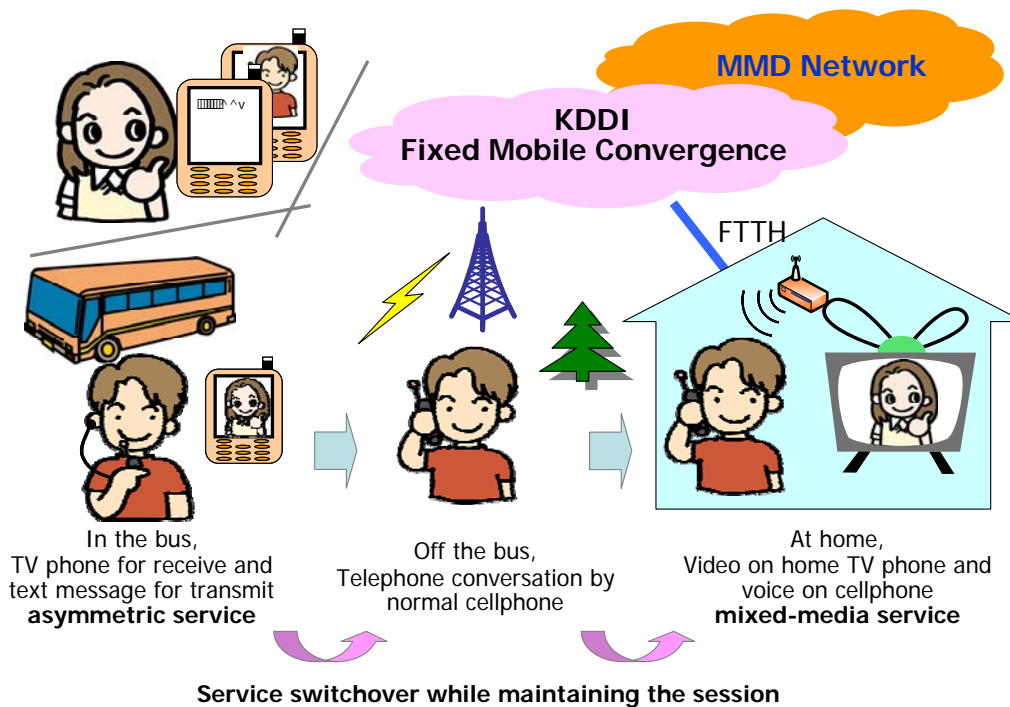 MMD Network
KDDI
Fixed Mobile Convergence
^^v
FTTH
In the bus,
TV phone for receive and
text message for transmit
asymmetric service
Off the bus,
Telephone conversation by
normal cellphone
At home,
Video on home TV phone and
voice on cellphone
mixed-media service
Service switchover while maintaining the session